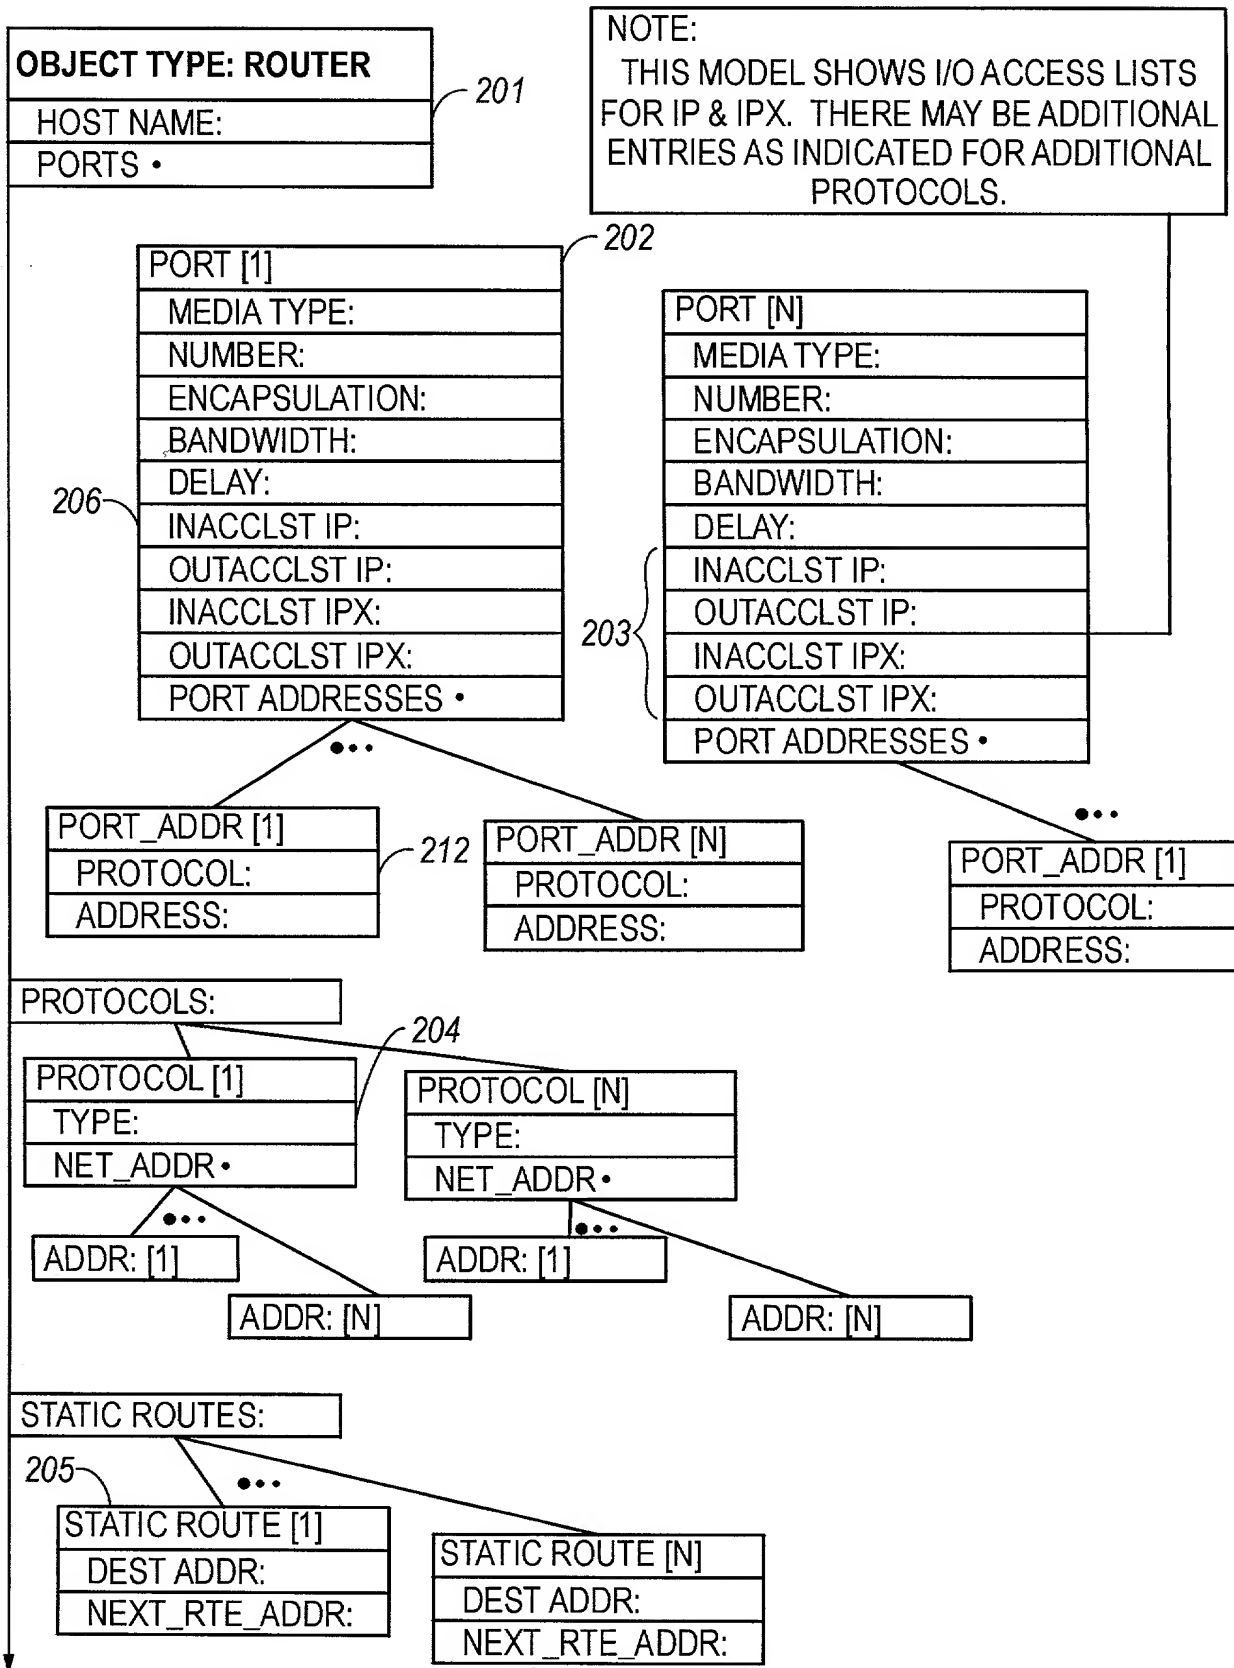 OBJECT TYPE: ROUTER
HOST NAME:
PORTS •
201
NOTE:
THIS MODEL SHOWS I/O ACCESS LISTS
FOR IP & IPX. THERE MAY BE ADDITIONAL
ENTRIES AS INDICATED FOR ADDITIONAL
PROTOCOLS.
202
PORT [1]
MEDIA TYPE:
NUMBER:
ENCAPSULATION:
BANDWIDTH:
DELAY:
INACCLST IP:
OUTACCLST IP:
INACCLST IPX:
OUTACCLST IPX:
PORT ADDRESSES •
206
PORT [N]
MEDIA TYPE:
NUMBER:
ENCAPSULATION:
BANDWIDTH:
DELAY:
INACCLST IP:
OUTACCLST IP:
INACCLST IPX:
OUTACCLST IPX:
PORT ADDRESSES •
203
PORT_ADDR [1]
PROTOCOL:
ADDRESS:
212
PORT_ADDR [N]
PROTOCOL:
ADDRESS:
PORT_ADDR [1]
PROTOCOL:
ADDRESS:
PROTOCOLS:
204
PROTOCOL [1]
TYPE:
NET_ADDR •
PROTOCOL [N]
TYPE:
NET_ADDR •
ADDR: [1]
ADDR: [N]
ADDR: [1]
ADDR: [N]
STATIC ROUTES:
205
STATIC ROUTE [1]
DEST ADDR:
NEXT_RTE_ADDR:
STATIC ROUTE [N]
DEST ADDR:
NEXT_RTE_ADDR: